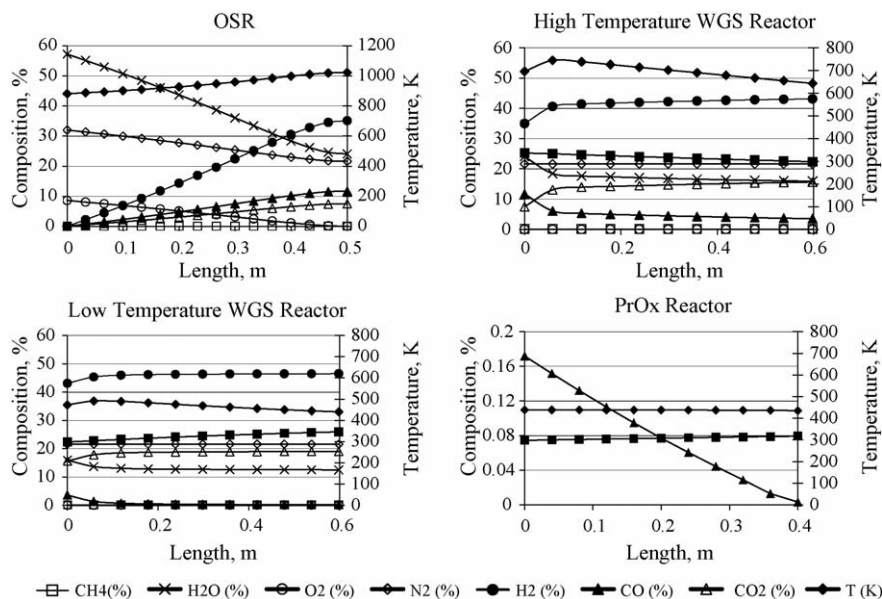 OSR
60
50
40
30
20
10
0
Composition, %
1200
1000
800
600
400
200
0
Temperature, K
0 0.1 0.2 0.3 0.4 0.5
Length, m
High Temperature WGS Reactor
60
50
40
30
20
10
0
Composition, %
800
700
600
500
400
300
200
100
0
Temperature, K
0 0.2 0.4 0.6
Length, m
Low Temperature WGS Reactor
60
50
40
30
20
10
0
Composition, %
800
700
600
500
400
300
200
100
0
Temperature, K
0 0.2 0.4 0.6
Length, m
PrOx Reactor
0.2
0.16
0.12
0.08
0.04
0
Composition, %
800
700
600
500
400
300
200
100
0
Temperature, K
0 0.1 0.2 0.3 0.4
Length, m
CH4(%) H2O (%) O2 (%) N2 (%) H2 (%) CO (%) CO2 (%) T (K)